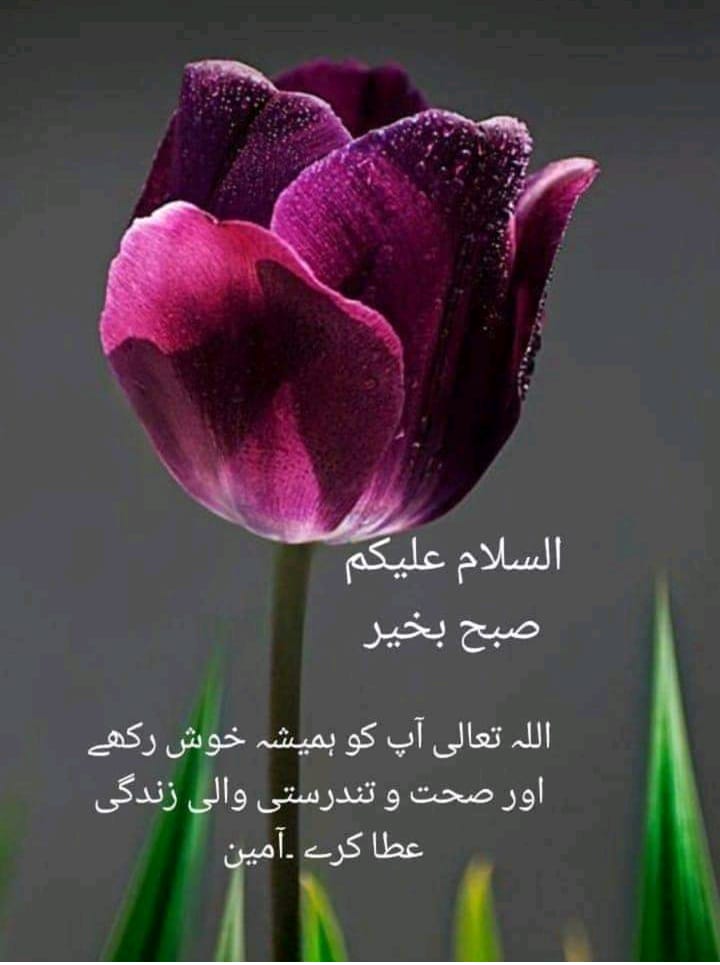 السلام علیکم
صبح بخیر
اللہ تعالی آپ کو ہمیشہ خوش رکھے
اور صحت و تندرستی والی زندگی
عطا کرے ۔آمین